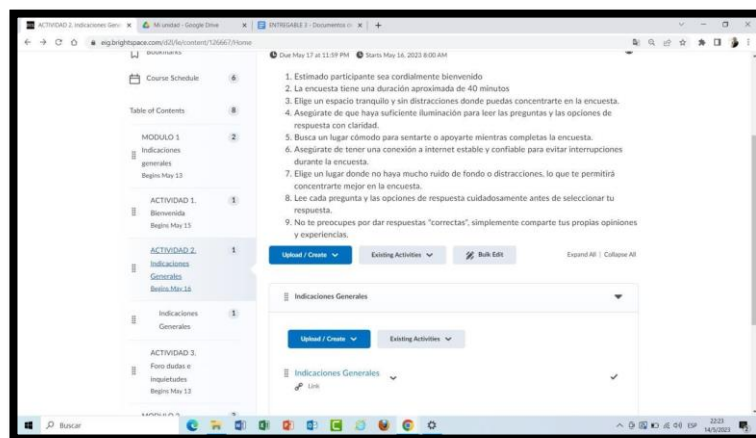 ACTIVIDAD 2. Indicaciones Gener
Mi unidad - Google Drive
ENTREGABLE 3 - Documentos de
eig.brightspace.com/d2l/le/content/126667/Home
Bookmarks
Course Schedule 6
Table of Contents 8
MODULO 1 2
Indicaciones
generales
Begins May 13
ACTIVIDAD 1. 1
Bienvenida
Begins May 15
ACTIVIDAD 2. 1
Indicaciones
Generales
Begins May 16
Indicaciones 1
Generales
ACTIVIDAD 3.
Foro dudas e
inquietudes
Begins May 13
MODULO 2
Due May 17 at 11:59 PM Starts May 16, 2023 8:00 AM
1. Estimado participante sea cordialmente bienvenido
2. La encuesta tiene una duración aproximada de 40 minutos
3. Elige un espacio tranquilo y sin distracciones donde puedas concentrarte en la encuesta.
4. Asegúrate de que haya suficiente iluminación para leer las preguntas y las opciones de
respuesta con claridad.
5. Busca un lugar cómodo para sentarte o apoyarte mientras completas la encuesta.
6. Asegúrate de tener una conexión a internet estable y confiable para evitar interrupciones
durante la encuesta.
7. Elige un lugar donde no haya mucho ruido de fondo o distracciones, lo que te permitirá
concentrarte mejor en la encuesta.
8. Lee cada pregunta y las opciones de respuesta cuidadosamente antes de seleccionar tu
respuesta.
9. No te preocupes por dar respuestas "correctas", simplemente comparte tus propias opiniones
y experiencias.
Upload / Create Existing Activities Bulk Edit Expand All | Collapse All
Indicaciones Generales
Upload / Create Existing Activities
Indicaciones Generales
Link
Buscar
ESP
22:23
14/5/2023